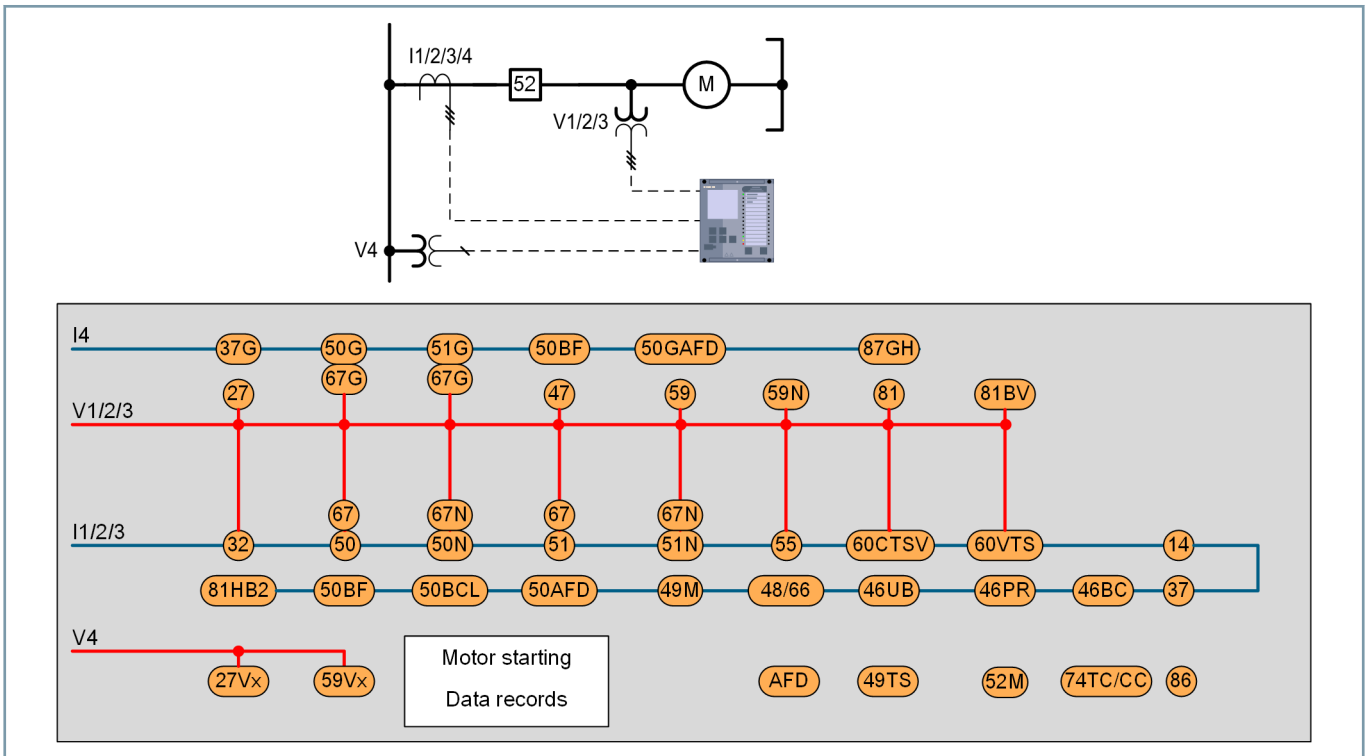 I1/2/3/4
52
M
V1/2/3
V4
I4
37G 50G 51G 50BF 50GAFD 87GH
67G 67G
27 47 59 59N 81 81BV
V1/2/3
67 67N 67 67N
I1/2/3
32 50 50N 51 51N 55 60CTSV 60VTS 14
81HB2 50BF 50BCL 50AFD 49M 48/66 46UB 46PR 46BC 37
V4
27Vx 59Vx
Motor starting
Data records
AFD 49TS 52M 74TC/CC 86